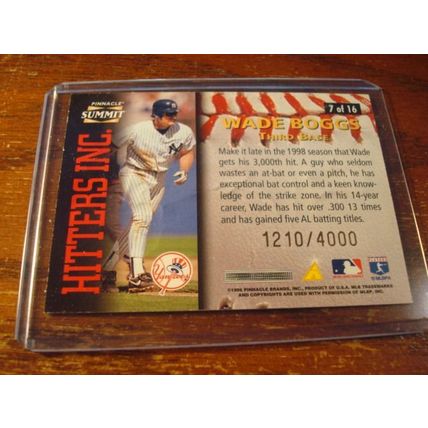 PINNACLE
SUMMIT
HITTERS INC.
Yankees
7 of 16
WADE BOGGS
THIRD BASE
Make it late in the 1998 season that Wade
gets his 3,000th hit. A guy who seldom
wastes an at-bat or even a pitch, he has
exceptional bat control and a keen know-
ledge of the strike zone. In his 14-year
career, Wade has hit over .300 13 times
and has gained five AL batting titles.
1210/4000
©1996 PINNACLE BRANDS, INC., PRODUCT OF U.S.A. MLB TRADEMARKS
AND COPYRIGHTS ARE USED WITH PERMISSION OF MLBP, INC.